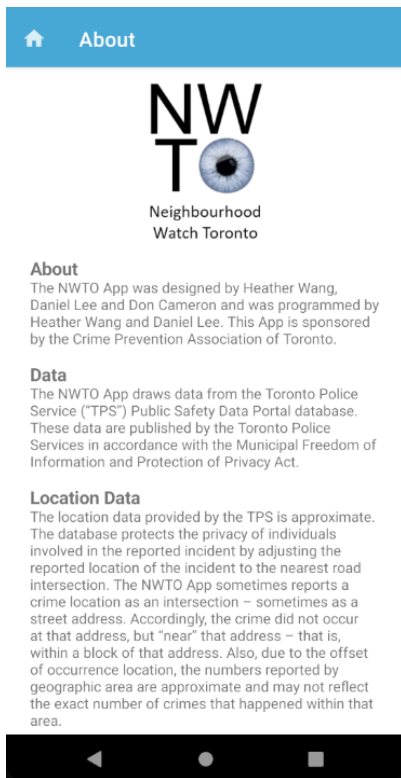 About
NW
TO
Neighbourhood
Watch Toronto
About
The NWTO App was designed by Heather Wang,
Daniel Lee and Don Cameron and was programmed by
Heather Wang and Daniel Lee. This App is sponsored
by the Crime Prevention Association of Toronto.
Data
The NWTO App draws data from the Toronto Police
Service (“TPS”) Public Safety Data Portal database.
These data are published by the Toronto Police
Services in accordance with the Municipal Freedom of
Information and Protection of Privacy Act.
Location Data
The location data provided by the TPS is approximate.
The database protects the privacy of individuals
involved in the reported incident by adjusting the
reported location of the incident to the nearest road
intersection. The NWTO App sometimes reports a
crime location as an intersection – sometimes as a
street address. Accordingly, the crime did not occur
at that address, but “near” that address – that is,
within a block of that address. Also, due to the offset
of occurrence location, the numbers reported by
geographic area are approximate and may not reflect
the exact number of crimes that happened within that
area.